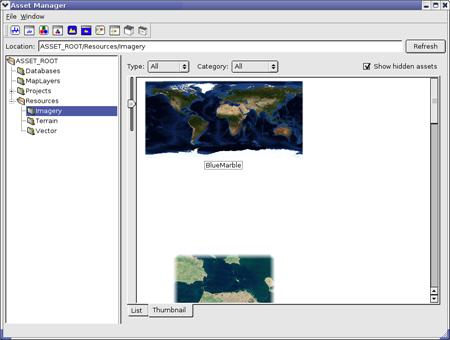 Asset Manager
File Window
Location: ASSET_ROOT/Resources/Imagery Refresh
ASSET_ROOT
Databases
MapLayers
Projects
Resources
Imagery
Terrain
Vector
Type: All Category: All Show hidden assets
BlueMarble
List Thumbnail